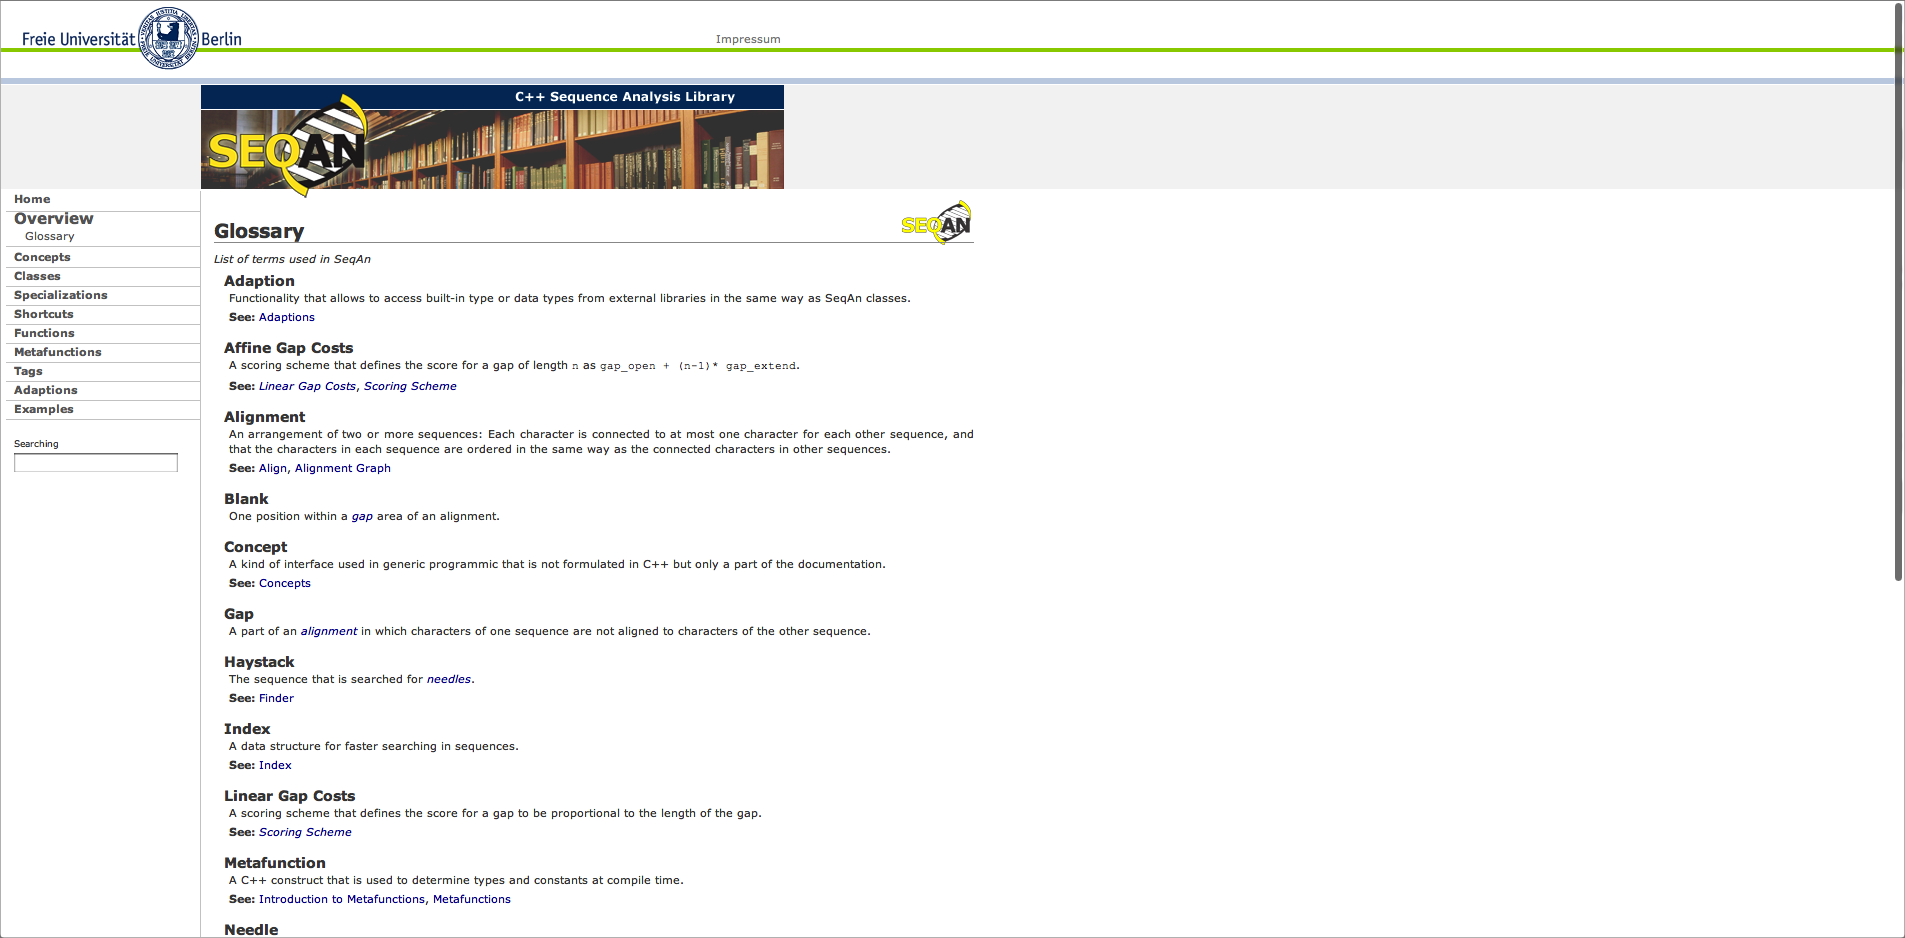 Freie Universität Berlin
Impressum
C++ Sequence Analysis Library
SEQAN
Home
Overview
Glossary
Concepts
Classes
Specializations
Shortcuts
Functions
Metafunctions
Tags
Adaptions
Examples
Searching
Glossary
SEQAN
List of terms used in SeqAn
Adaption
Functionality that allows to access built-in type or data types from external libraries in the same way as SeqAn classes.
See: Adaptions
Affine Gap Costs
A scoring scheme that defines the score for a gap of length n as gap_open + (n-1)* gap_extend.
See: Linear Gap Costs, Scoring Scheme
Alignment
An arrangement of two or more sequences: Each character is connected to at most one character for each other sequence, and
that the characters in each sequence are ordered in the same way as the connected characters in other sequences.
See: Align, Alignment Graph
Blank
One position within a gap area of an alignment.
Concept
A kind of interface used in generic programmic that is not formulated in C++ but only a part of the documentation.
See: Concepts
Gap
A part of an alignment in which characters of one sequence are not aligned to characters of the other sequence.
Haystack
The sequence that is searched for needles.
See: Finder
Index
A data structure for faster searching in sequences.
See: Index
Linear Gap Costs
A scoring scheme that defines the score for a gap to be proportional to the length of the gap.
See: Scoring Scheme
Metafunction
A C++ construct that is used to determine types and constants at compile time.
See: Introduction to Metafunctions, Metafunctions
Needle